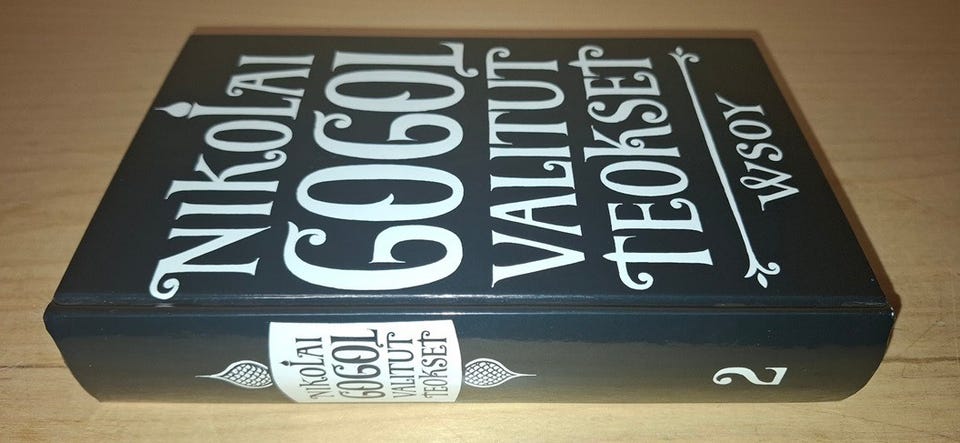 NIKOLAI
GOGOL
VALITUT
TEOKSET
WSOY
NIKOLAI
GOGOL
VALITUT
TEOKSET
2